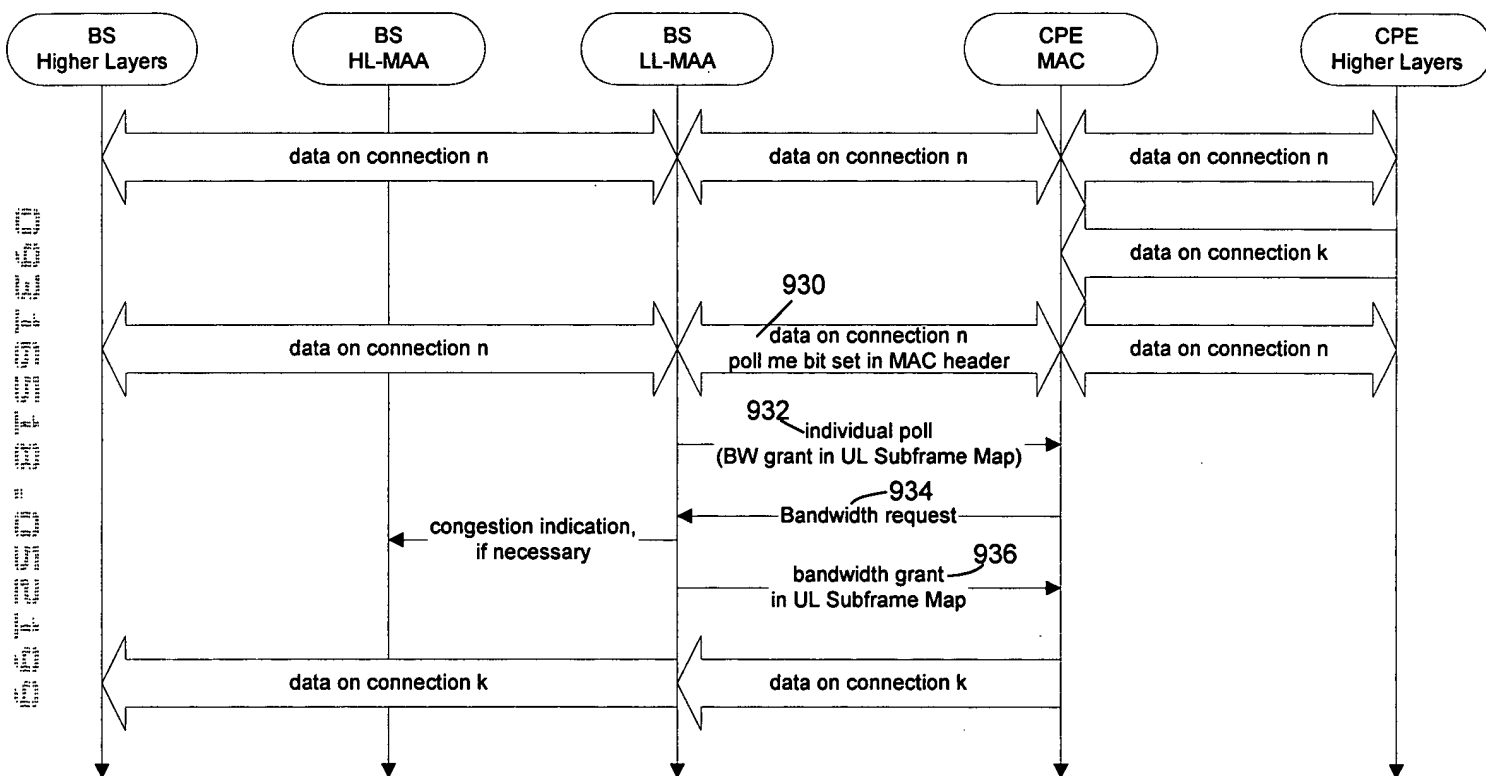 BS
Higher Layers
BS
HL-MAA
BS
LL-MAA
CPE
MAC
CPE
Higher Layers
data on connection n
data on connection n
data on connection n
data on connection k
930
data on connection n
data on connection n
poll me bit set in MAC header
data on connection n
932
individual poll
(BW grant in UL Subframe Map)
934
Bandwidth request
congestion indication,
if necessary
936
bandwidth grant
in UL Subframe Map
data on connection k
data on connection k